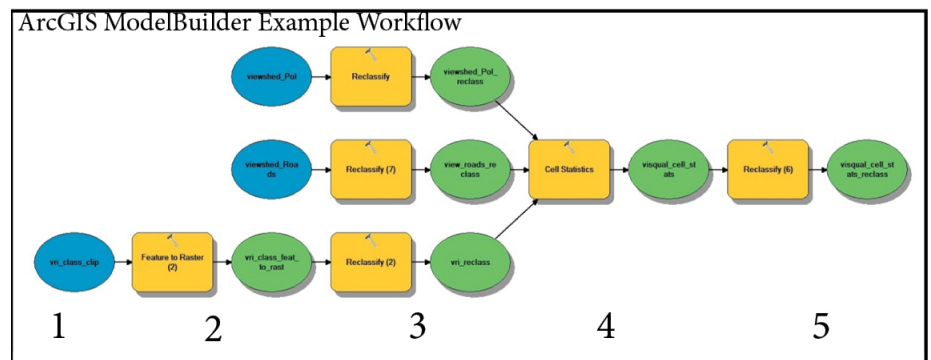 ArcGIS ModelBuilder Example Workflow
viewshed_Pol
Reclassify
viewshed_Pol_
reclass
viewshed_Roa
ds
Reclassify (7)
view_roads_re
class
Cell Statistics
visqual_cell_st
ats
Reclassify (6)
visqual_cell_st
ats_reclass
vri_class_clip
Feature to Raster
(2)
vri_class_feat_
to_rast
Reclassify (2)
vri_reclass
1 2 3 4 5